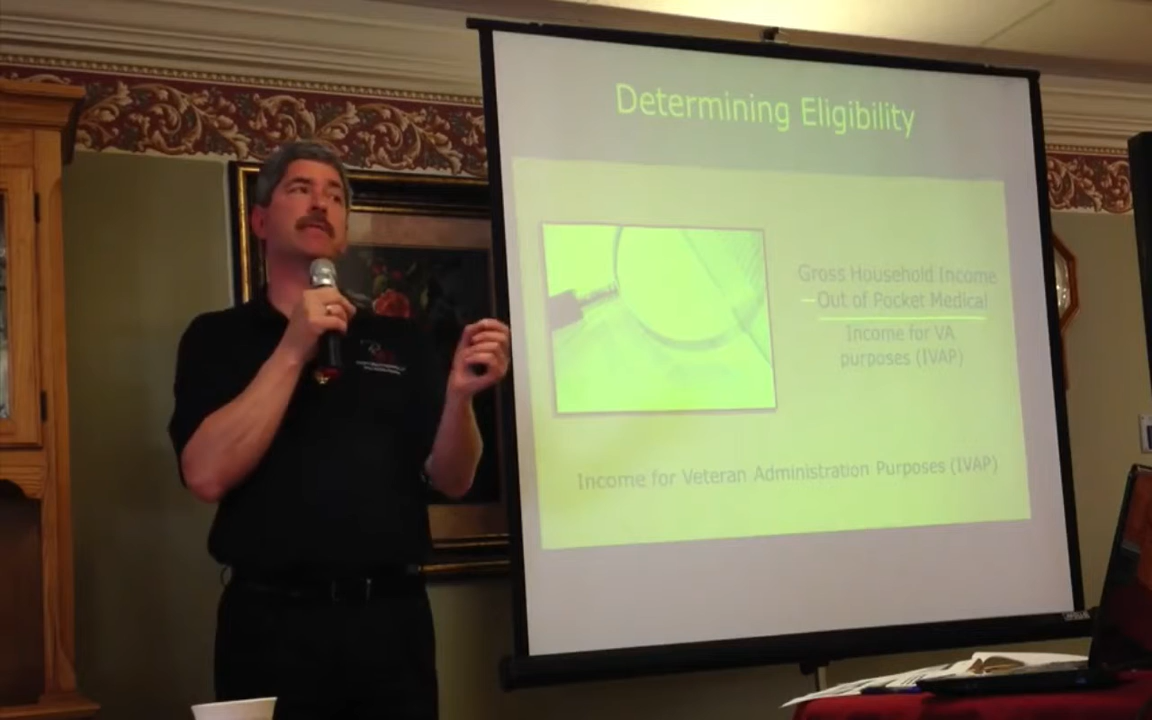 Determining Eligibility
Gross Household Income
—Out of Pocket Medical
Income for VA
purposes (IVAP)
Income for Veteran Administration Purposes (IVAP)